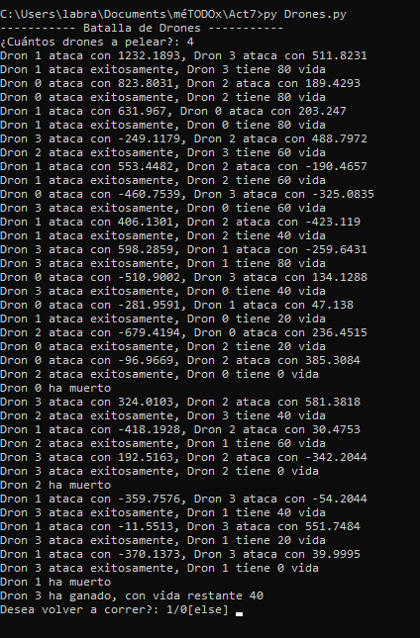 C:\Users\labra\Documents\méTODOx\Act7>py Drones.py
----------- Batalla de Drones -----------
¿Cuántos drones a pelear?: 4
Dron 1 ataca con 1232.1893, Dron 3 ataca con 511.8231
Dron 1 ataca exitosamente, Dron 3 tiene 80 vida
Dron 0 ataca con 823.8031, Dron 2 ataca con 189.4293
Dron 0 ataca exitosamente, Dron 2 tiene 80 vida
Dron 1 ataca con 631.967, Dron 0 ataca con 203.247
Dron 1 ataca exitosamente, Dron 0 tiene 80 vida
Dron 3 ataca con -249.1179, Dron 2 ataca con 488.7972
Dron 2 ataca exitosamente, Dron 3 tiene 60 vida
Dron 1 ataca con 553.4482, Dron 2 ataca con -190.4657
Dron 1 ataca exitosamente, Dron 2 tiene 60 vida
Dron 0 ataca con -460.7539, Dron 3 ataca con -325.0835
Dron 3 ataca exitosamente, Dron 0 tiene 60 vida
Dron 1 ataca con 406.1301, Dron 2 ataca con -423.119
Dron 1 ataca exitosamente, Dron 2 tiene 40 vida
Dron 3 ataca con 598.2859, Dron 1 ataca con -259.6431
Dron 3 ataca exitosamente, Dron 1 tiene 80 vida
Dron 0 ataca con -510.9002, Dron 3 ataca con 134.1288
Dron 3 ataca exitosamente, Dron 0 tiene 40 vida
Dron 0 ataca con -281.9591, Dron 1 ataca con 47.138
Dron 1 ataca exitosamente, Dron 0 tiene 20 vida
Dron 2 ataca con -679.4194, Dron 0 ataca con 236.4515
Dron 0 ataca exitosamente, Dron 2 tiene 20 vida
Dron 0 ataca con -96.9669, Dron 2 ataca con 385.3084
Dron 2 ataca exitosamente, Dron 0 tiene 0 vida
Dron 0 ha muerto
Dron 3 ataca con 324.0103, Dron 2 ataca con 581.3818
Dron 2 ataca exitosamente, Dron 3 tiene 40 vida
Dron 1 ataca con -418.1928, Dron 2 ataca con 30.4753
Dron 2 ataca exitosamente, Dron 1 tiene 60 vida
Dron 3 ataca con 192.5163, Dron 2 ataca con -342.2044
Dron 3 ataca exitosamente, Dron 2 tiene 0 vida
Dron 2 ha muerto
Dron 1 ataca con -359.7576, Dron 3 ataca con -54.2044
Dron 3 ataca exitosamente, Dron 1 tiene 40 vida
Dron 1 ataca con -11.5513, Dron 3 ataca con 551.7484
Dron 3 ataca exitosamente, Dron 1 tiene 20 vida
Dron 1 ataca con -370.1373, Dron 3 ataca con 39.9995
Dron 3 ataca exitosamente, Dron 1 tiene 0 vida
Dron 1 ha muerto
Dron 3 ha ganado, con vida restante 40
Desea volver a correr?: 1/0[else]